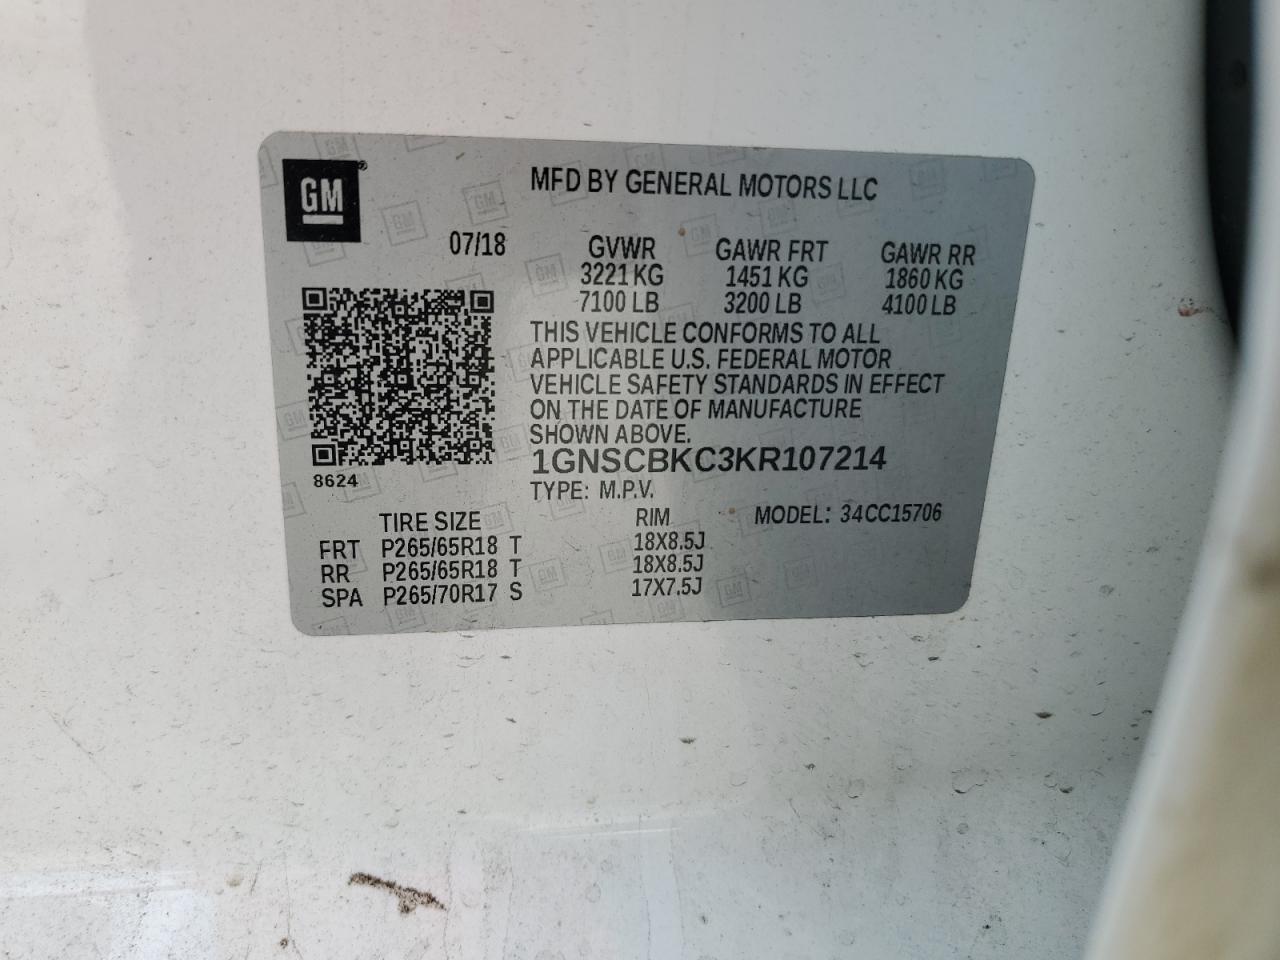 GM
MFD BY GENERAL MOTORS LLC
07/18 GVWR GAWR FRT GAWR RR
3221 KG 1451 KG 1860 KG
7100 LB 3200 LB 4100 LB
THIS VEHICLE CONFORMS TO ALL
APPLICABLE U.S. FEDERAL MOTOR
VEHICLE SAFETY STANDARDS IN EFFECT
ON THE DATE OF MANUFACTURE
SHOWN ABOVE.
1GNSCBKC3KR107214
8624
TYPE: M.P.V.
TIRE SIZE RIM MODEL: 34CC15706
FRT P265/65R18 T 18X8.5J
RR P265/65R18 T 18X8.5J
SPA P265/70R17 S 17X7.5J